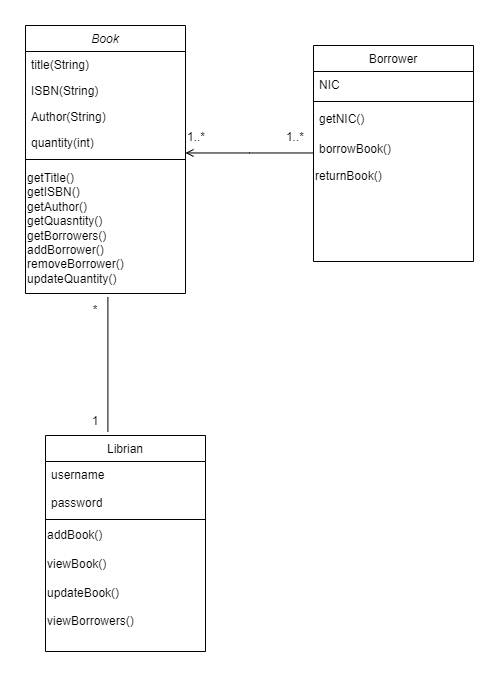 Book
title(String)
ISBN(String)
Author(String)
quantity(int)
getTitle()
getISBN()
getAuthor()
getQuasntity()
getBorrowers()
addBorrower()
removeBorrower()
updateQuantity()
1..*
1..*
Borrower
NIC
getNIC()
borrowBook()
returnBook()
*
1
Librian
username
password
addBook()
viewBook()
updateBook()
viewBorrowers()